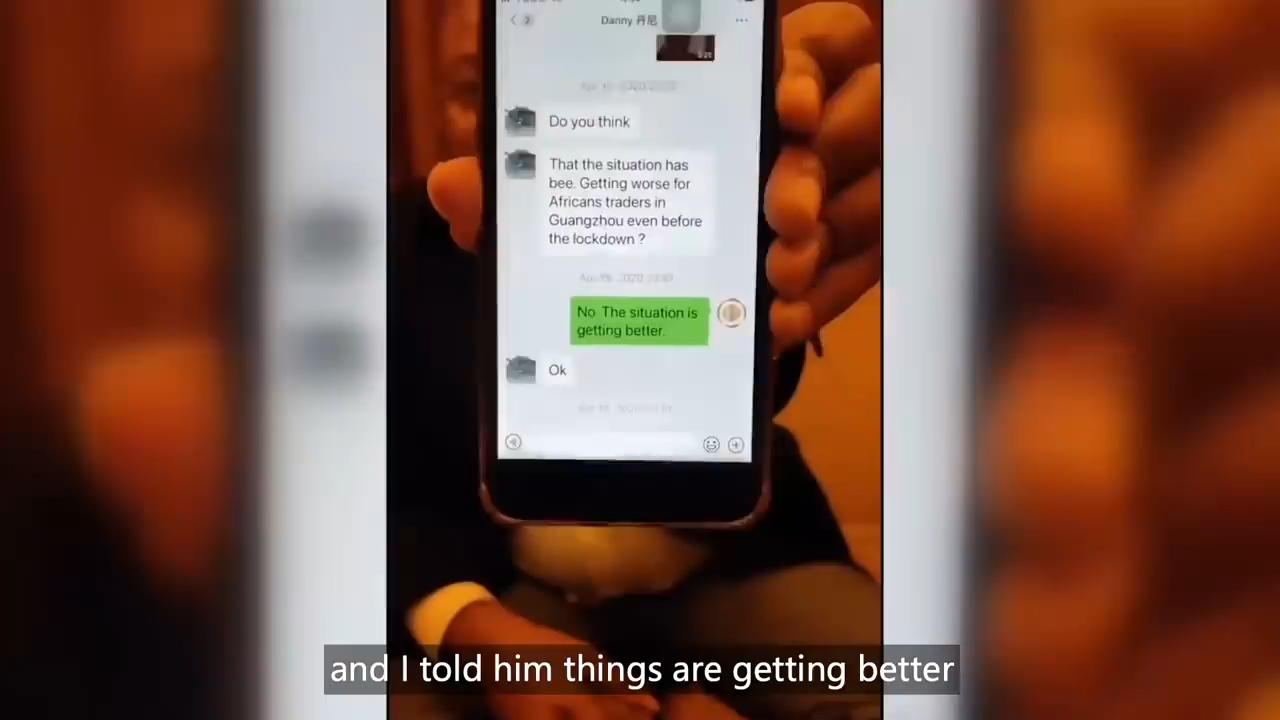 2
Danny 丹尼
Do you think
That the situation has
bee. Getting worse for
Africans traders in
Guangzhou even before
the lockdown ?
No. The situation is
getting better.
Ok
and I told him things are getting better